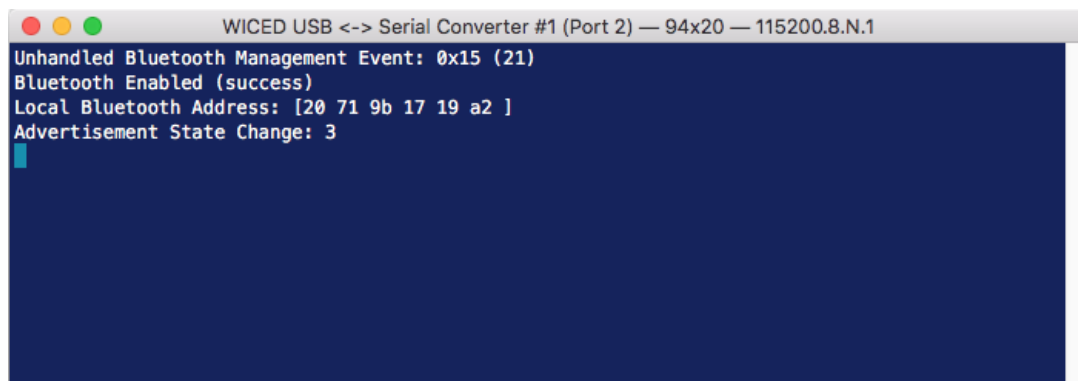 WICED USB <-> Serial Converter #1 (Port 2) — 94x20 — 115200.8.N.1
Unhandled Bluetooth Management Event: 0x15 (21)
Bluetooth Enabled (success)
Local Bluetooth Address: [20 71 9b 17 19 a2 ]
Advertisement State Change: 3